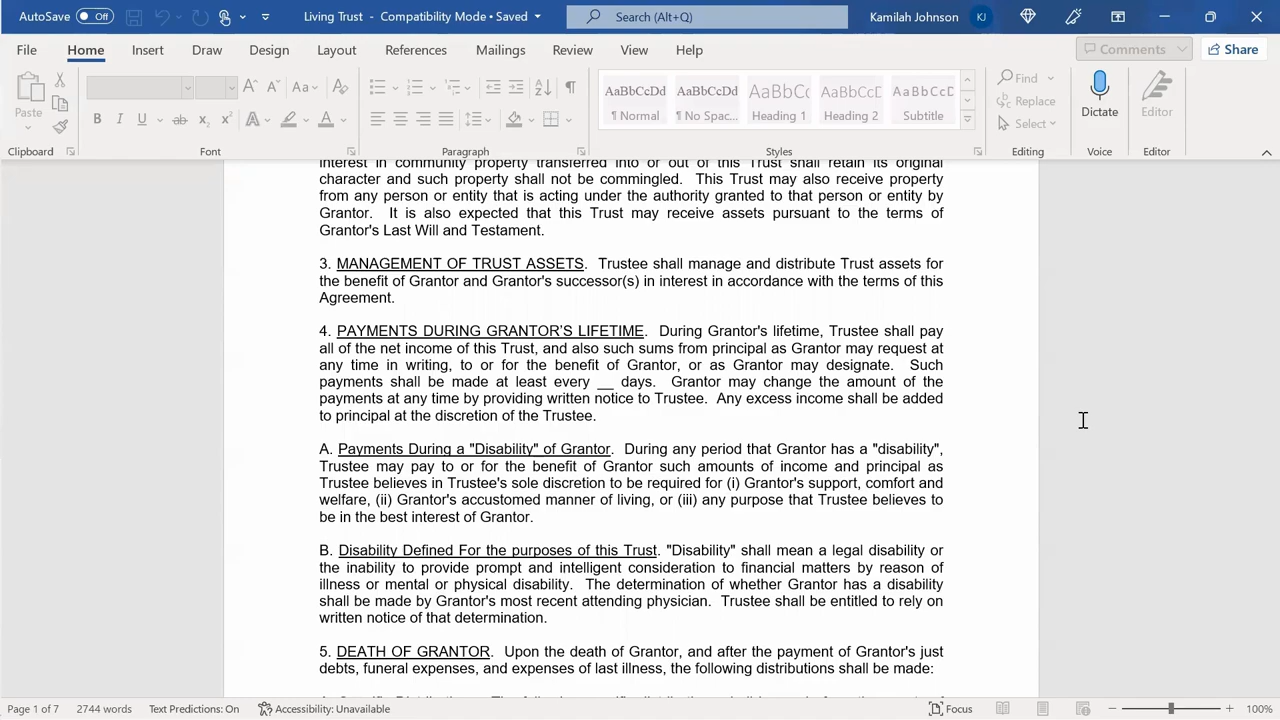 AutoSave Off Living Trust - Compatibility Mode • Saved Search (Alt+Q) Kamilah Johnson KJ
File Home Insert Draw Design Layout References Mailings Review View Help Comments Share
Paste
Clipboard
Aa
B I U ab x₂ x² A A
Font
Paragraph
AaBbCcDd AaBbCcDd AaBbCc AaBbCcD AaBbCcD
¶ Normal ¶ No Spac... Heading Heading 2 Subtitle
Styles
Find
Replace
Select
Editing
Dictate
Voice
Editor
Editor
interest in community property transferred into or out of this Trust shall retain its original
character and such property shall not be commingled. This Trust may also receive property
from any person or entity that is acting under the authority granted to that person or entity by
Grantor. It is also expected that this Trust may receive assets pursuant to the terms of
Grantor's Last Will and Testament.
3. MANAGEMENT OF TRUST ASSETS. Trustee shall manage and distribute Trust assets for
the benefit of Grantor and Grantor's successor(s) in interest in accordance with the terms of this
Agreement.
4. PAYMENTS DURING GRANTOR'S LIFETIME. During Grantor's lifetime, Trustee shall pay
all of the net income of this Trust, and also such sums from principal as Grantor may request at
any time in writing, to or for the benefit of Grantor, or as Grantor may designate. Such
payments shall be made at least every __ days. Grantor may change the amount of the
payments at any time by providing written notice to Trustee. Any excess income shall be added
to principal at the discretion of the Trustee.
A. Payments During a "Disability" of Grantor. During any period that Grantor has a "disability",
Trustee may pay to or for the benefit of Grantor such amounts of income and principal as
Trustee believes in Trustee's sole discretion to be required for (i) Grantor's support, comfort and
welfare, (ii) Grantor's accustomed manner of living, or (iii) any purpose that Trustee believes to
be in the best interest of Grantor.
B. Disability Defined For the purposes of this Trust. "Disability" shall mean a legal disability or
the inability to provide prompt and intelligent consideration to financial matters by reason of
illness or mental or physical disability. The determination of whether Grantor has a disability
shall be made by Grantor's most recent attending physician. Trustee shall be entitled to rely on
written notice of that determination.
5. DEATH OF GRANTOR. Upon the death of Grantor, and after the payment of Grantor's just
debts, funeral expenses, and expenses of last illness, the following distributions shall be made:
Page 1 of 7 2744 words Text Predictions: On Accessibility: Unavailable Focus 100%